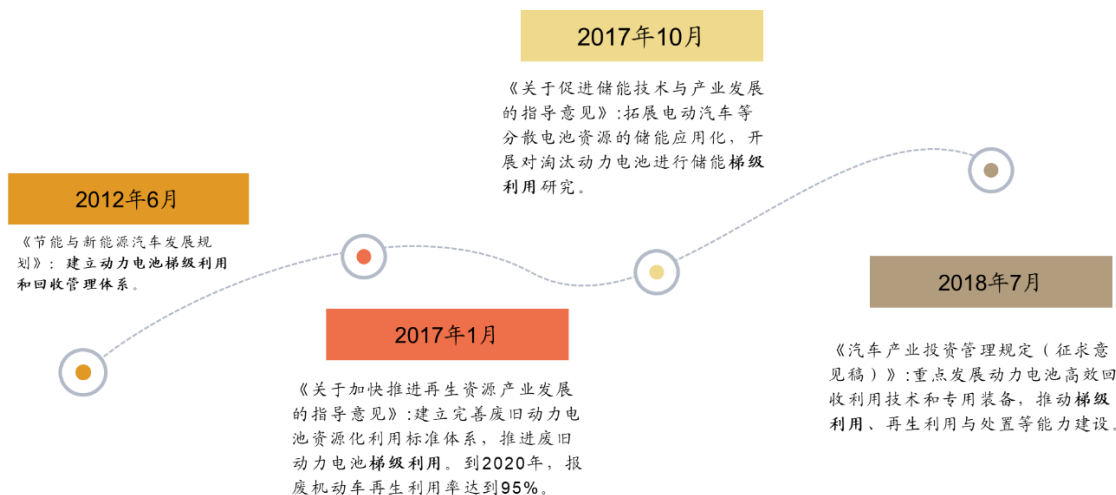 2012年6月
《节能与新能源汽车发展规
划》：建立动力电池梯级利用
和回收管理体系。
2017年1月
《关于加快推进再生资源产业发展
的指导意见》:建立完善废旧动力电
池资源化利用标准体系，推进废旧
动力电池梯级利用。到2020年，报
废机动车再生利用率达到95%。
2017年10月
《关于促进储能技术与产业发展
的指导意见》:拓展电动汽车等
分散电池资源的储能应用化，开
展对淘汰动力电池进行储能梯级
利用研究。
2018年7月
《汽车产业投资管理规定（征求意
见稿）》:重点发展动力电池高效回
收利用技术和专用装备，推动梯级
利用、再生利用与处置等能力建设。